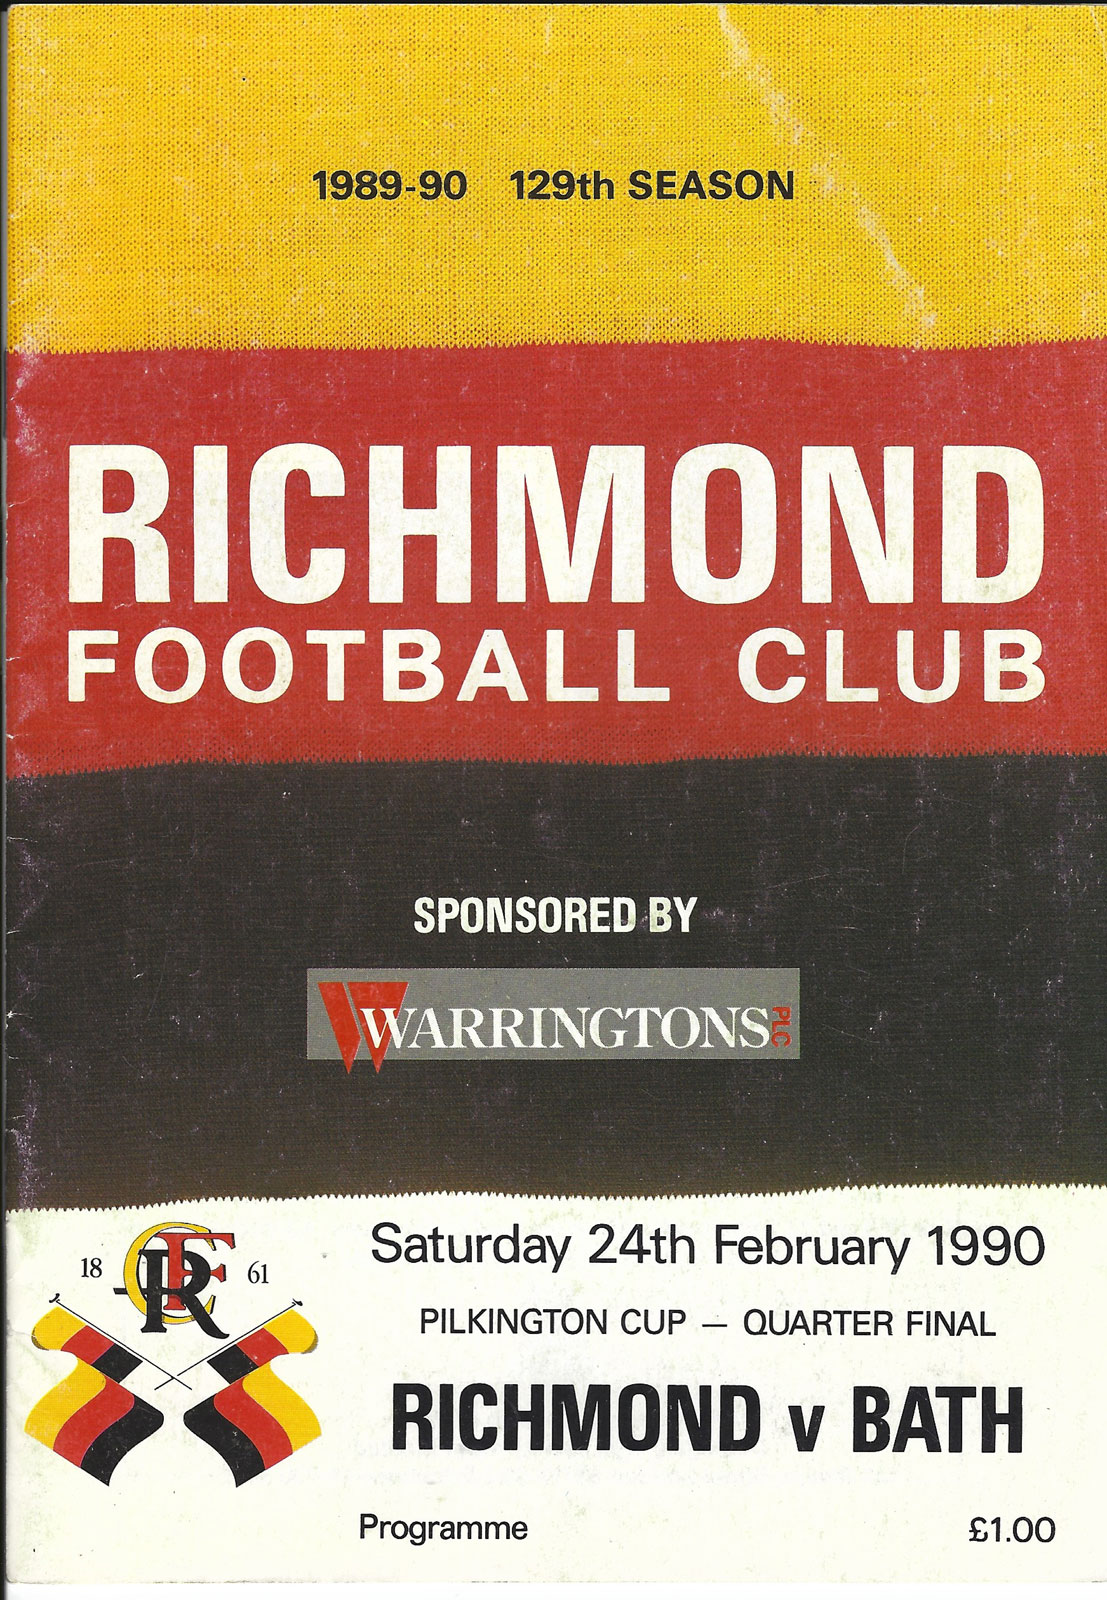 1989-90 129th SEASON
RICHMOND
FOOTBALL CLUB
SPONSORED BY
WARRINGTONS PLC
18 CRF 61
Saturday 24th February 1990
PILKINGTON CUP — QUARTER FINAL
RICHMOND v BATH
Programme £1.00